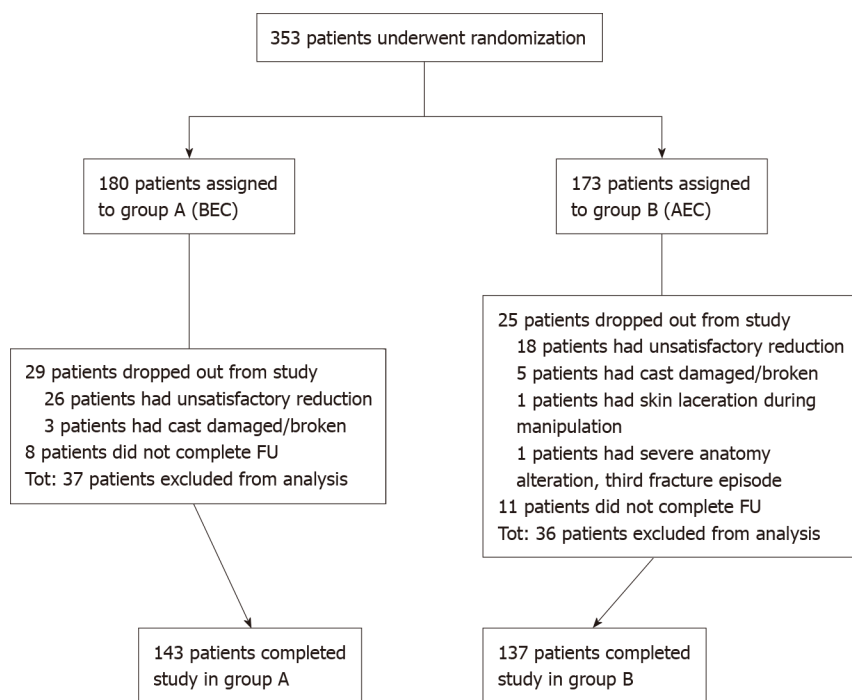 353 patients underwent randomization
180 patients assigned
to group A (BEC)
173 patients assigned
to group B (AEC)
29 patients dropped out from study
26 patients had unsatisfactory reduction
3 patients had cast damaged/broken
8 patients did not complete FU
Tot: 37 patients excluded from analysis
25 patients dropped out from study
18 patients had unsatisfactory reduction
5 patients had cast damaged/broken
1 patients had skin laceration during
manipulation
1 patients had severe anatomy
alteration, third fracture episode
11 patients did not complete FU
Tot: 36 patients excluded from analysis
143 patients completed
study in group A
137 patients completed
study in group B